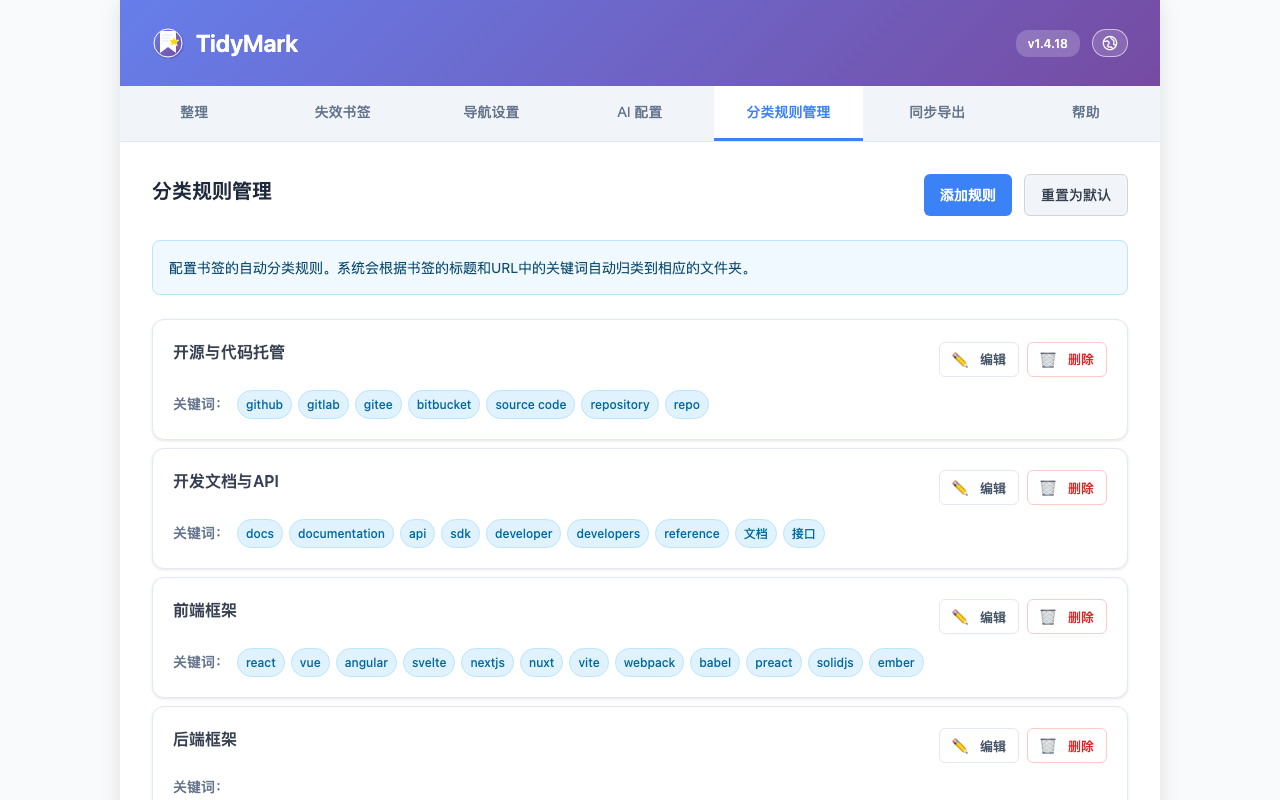 TidyMark
v1.4.18
整理 失效书签 导航设置 AI 配置 分类规则管理 同步导出 帮助
分类规则管理 添加规则 重置为默认
配置书签的自动分类规则。系统会根据书签的标题和URL中的关键词自动归类到相应的文件夹。
开源与代码托管 编辑 删除
关键词： github gitlab gitee bitbucket source code repository repo
开发文档与API 编辑 删除
关键词： docs documentation api sdk developer developers reference 文档 接口
前端框架 编辑 删除
关键词： react vue angular svelte nextjs nuxt vite webpack babel preact solidjs ember
后端框架 编辑 删除
关键词：